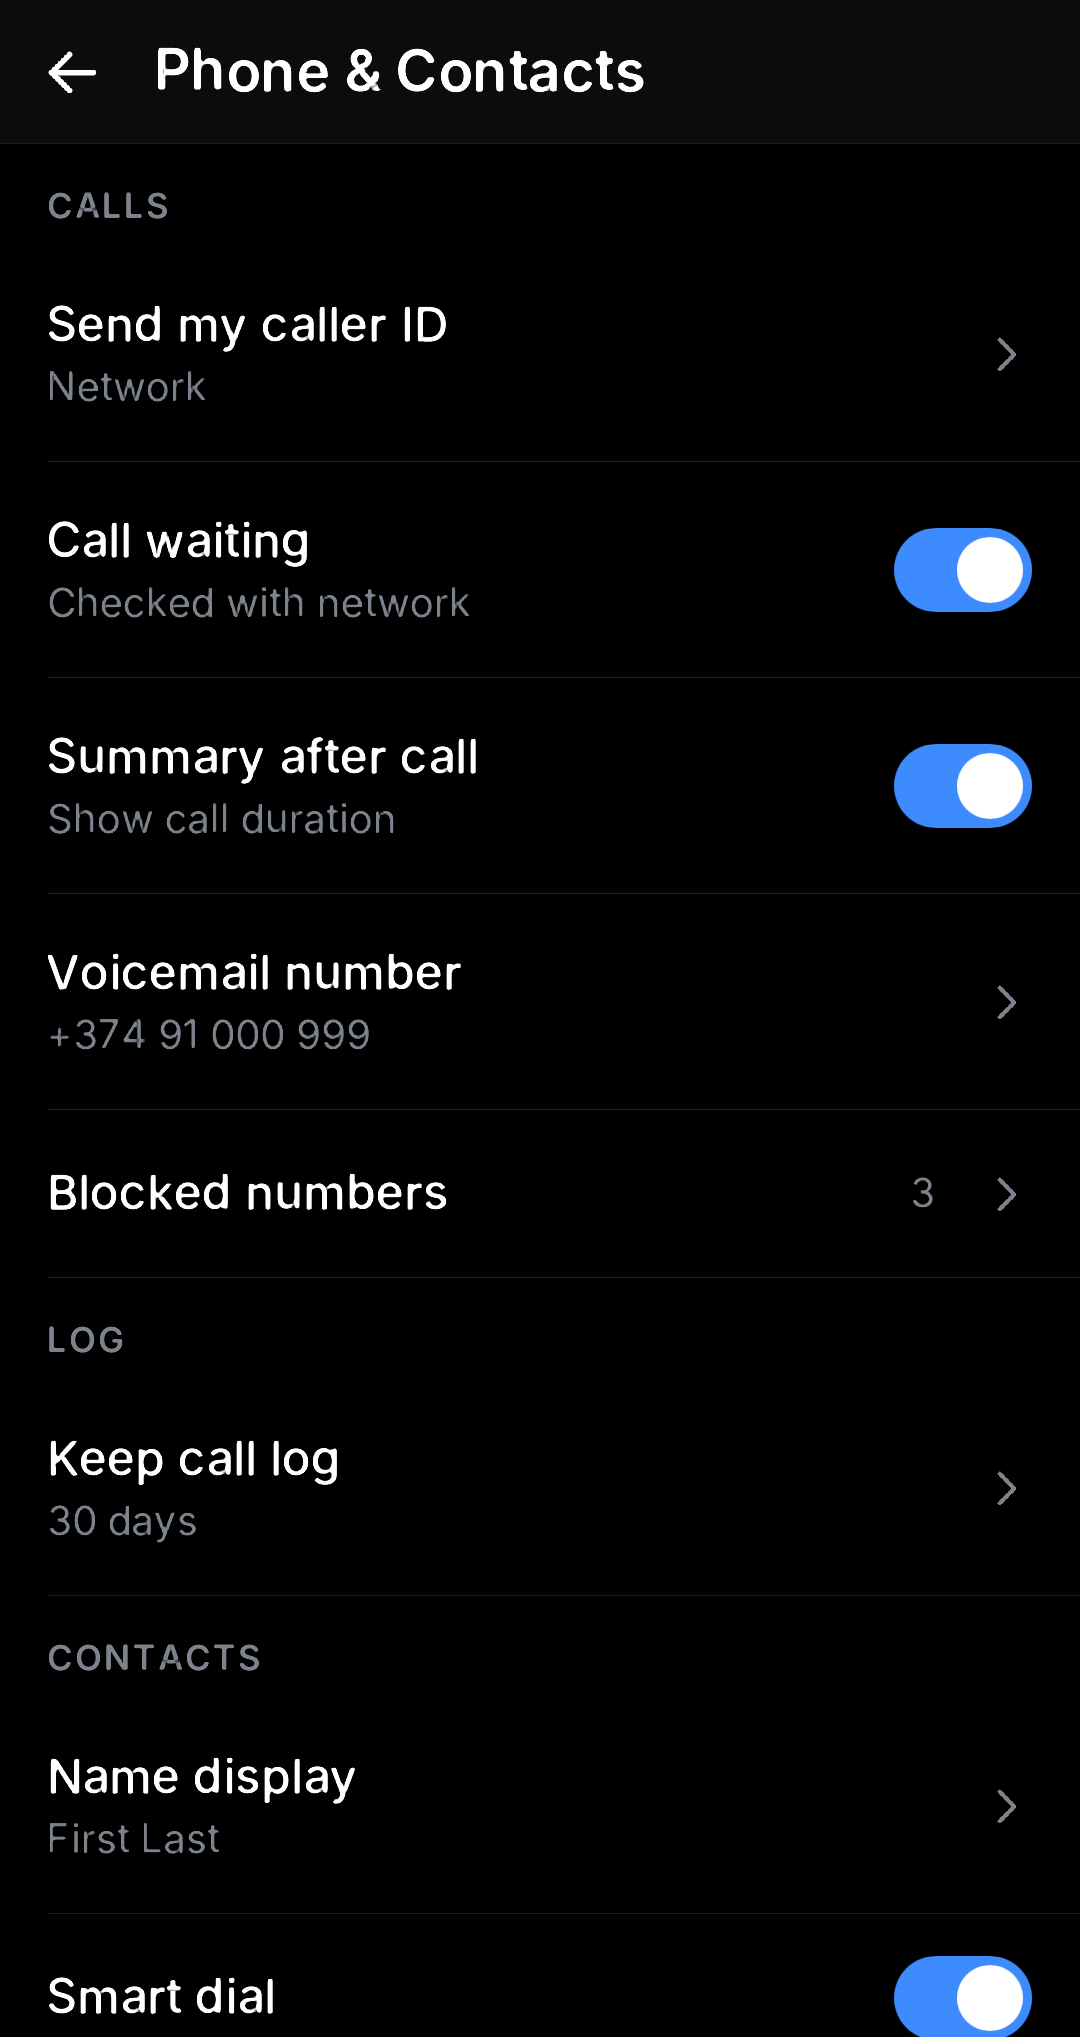 Phone & Contacts
CALLS
Send my caller ID
Network
Call waiting
Checked with network
Summary after call
Show call duration
Voicemail number
+374 91 000 999
Blocked numbers 3
LOG
Keep call log
30 days
CONTACTS
Name display
First Last
Smart dial